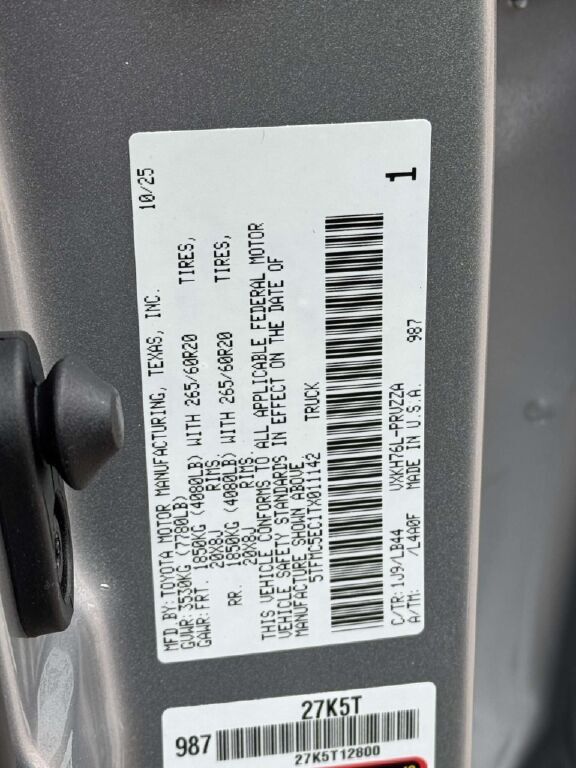 MFD.BY:TOYOTA MOTOR MANUFACTURING, TEXAS, INC. 10/25
GVWR:3530KG (7780LB)
GAWR:FRT. 1850KG (4080LB) WITH 265/60R20 TIRES,
20X8J RIMS
RR. 1850KG (4080LB) WITH 265/60R20 TIRES,
20X8J RIMS.
THIS VEHICLE CONFORMS TO ALL APPLICABLE FEDERAL MOTOR
VEHICLE SAFETY STANDARDS IN EFFECT ON THE DATE OF
MANUFACTURE SHOWN ABOVE.
5TFMC5EC1TX011142 TRUCK
1
C/TR:1J9/LB44 VXKH76L-PRVZZA
A/TM: /L4A0F MADE IN U.S.A. 987
27K5T
987
27K5T12800